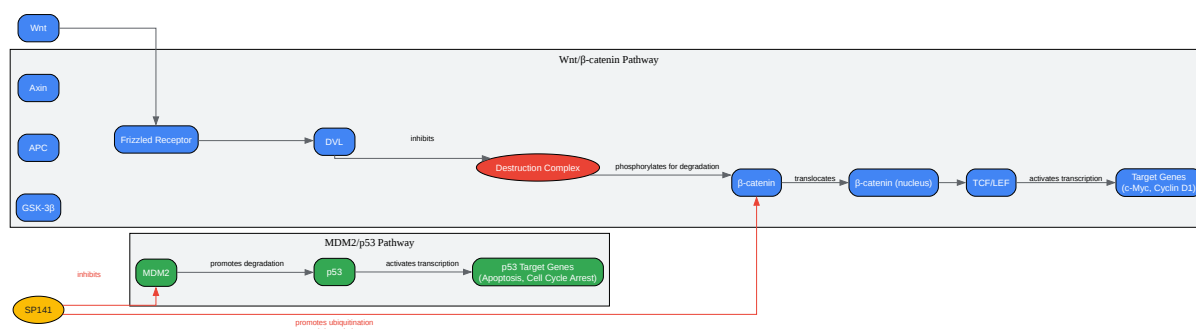 Wnt
Wnt/β-catenin Pathway
Axin
APC
GSK-3β
Frizzled Receptor
DVL
inhibits
Destruction Complex
phosphorylates for degradation
β-catenin
translocates
β-catenin (nucleus)
TCF/LEF
activates transcription
Target Genes
(c-Myc, Cyclin D1)
MDM2/p53 Pathway
inhibits
MDM2
promotes degradation
p53
activates transcription
p53 Target Genes
(Apoptosis, Cell Cycle Arrest)
SP141
promotes ubiquitination